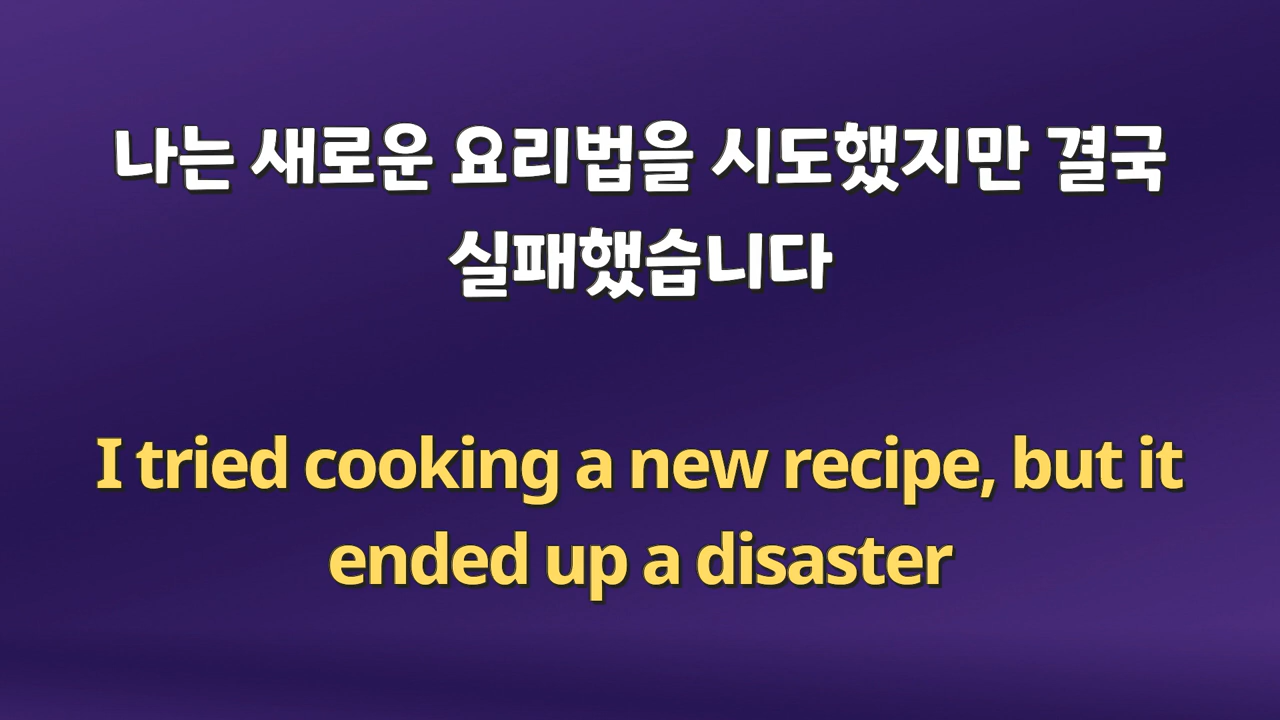 나는 새로운 요리법을 시도했지만 결국
실패했습니다
I tried cooking a new recipe, but it
ended up a disaster